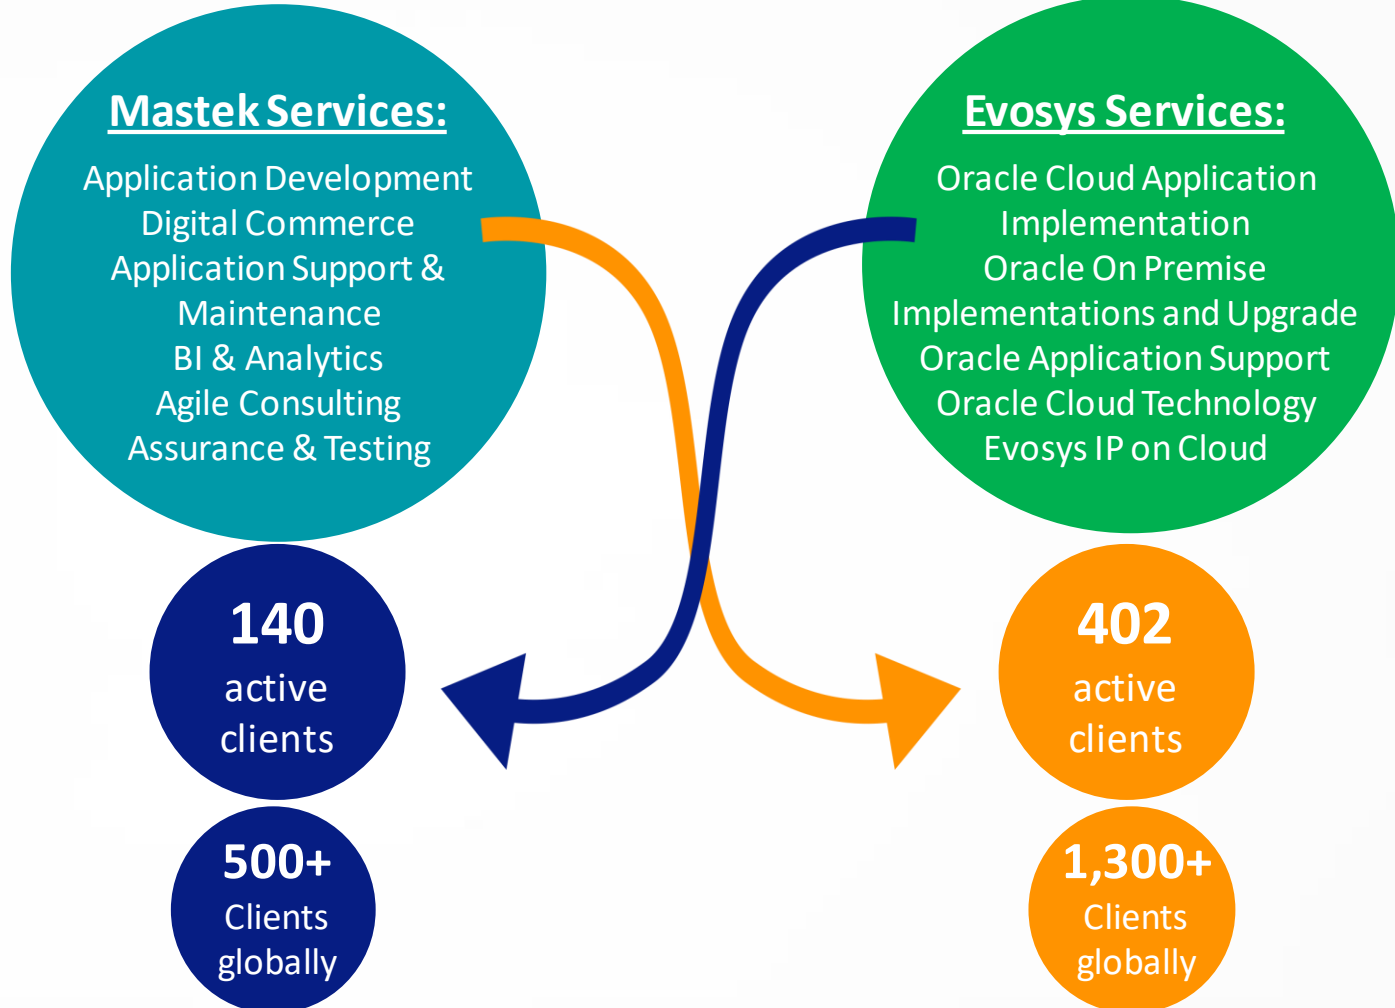 Mastek Services:
Application Development
Digital Commerce
Application Support &
Maintenance
BI & Analytics
Agile Consulting
Assurance & Testing
140
active
clients
500+
Clients
globally
Evosys Services:
Oracle Cloud Application
Implementation
Oracle On Premise
Implementations and Upgrade
Oracle Application Support
Oracle Cloud Technology
Evosys IP on Cloud
402
active
clients
1,300+
Clients
globally